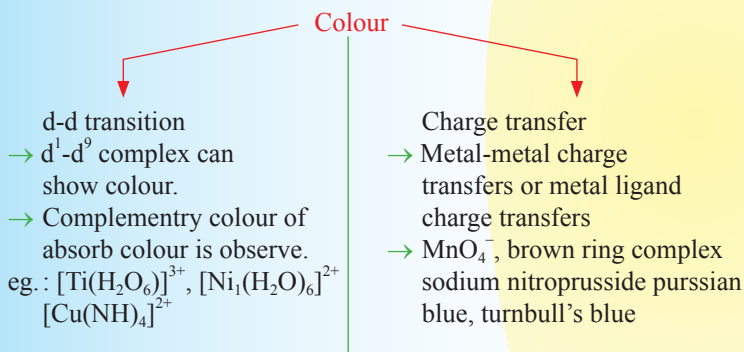 Colour
d-d transition
→ d¹-d⁹ complex can
show colour.
→ Complementry colour of
absorb colour is observe.
eg.: [Ti(H₂O₆)]³⁺, [Ni₁(H₂O)₆]²⁺
[Cu(NH)₄]²⁺
Charge transfer
→ Metal-metal charge
transfers or metal ligand
charge transfers
→ MnO₄⁻, brown ring complex
sodium nitroprusside purssian
blue, turnbull’s blue